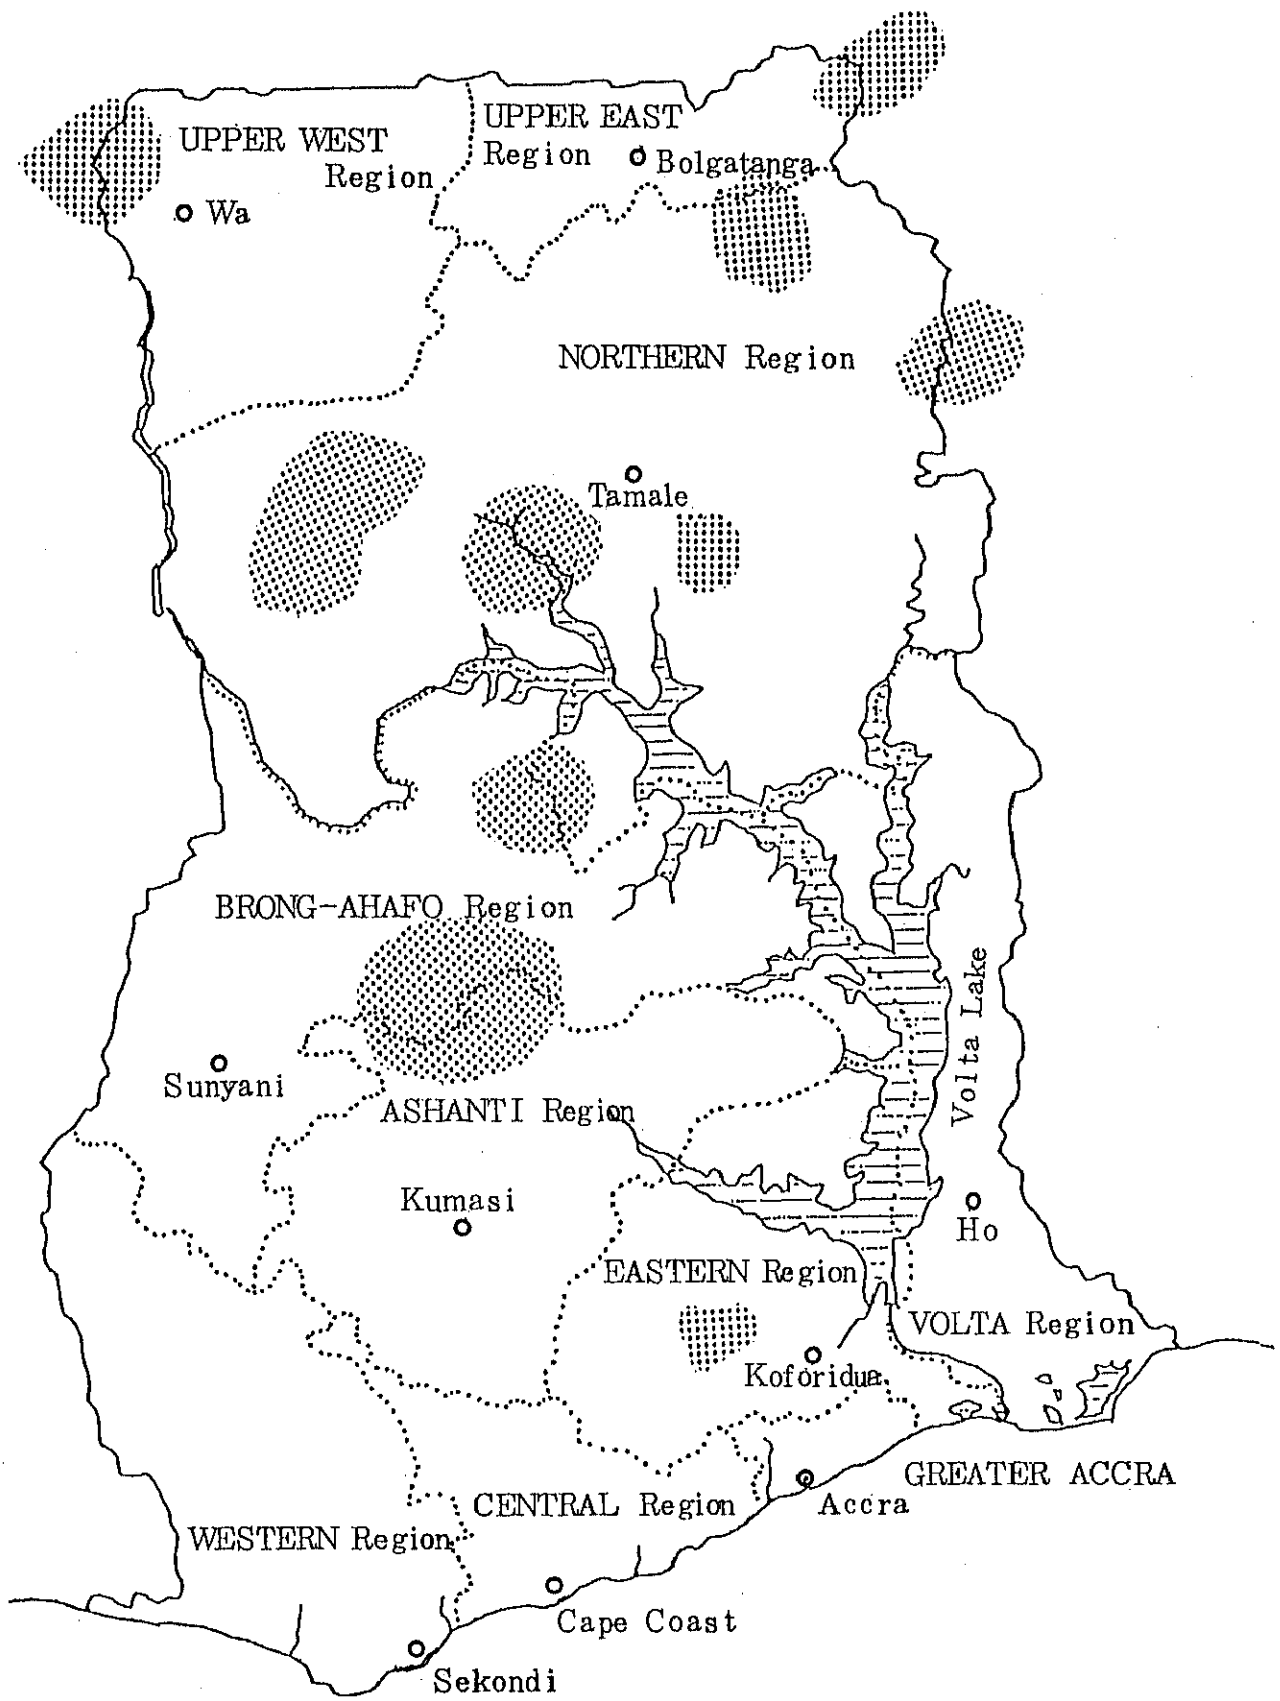 UPPER WEST
Region
UPPER EAST
Region
Bolgatanga
Wa
NORTHERN Region
Tamale
BRONG-AHAFO Region
Volta Lake
Sunyani
ASHANTI Region
Kumasi
Ho
EASTERN Region
VOLTA Region
Koforidua
GREATER ACCRA
CENTRAL Region
Accra
WESTERN Region
Cape Coast
Sekondi